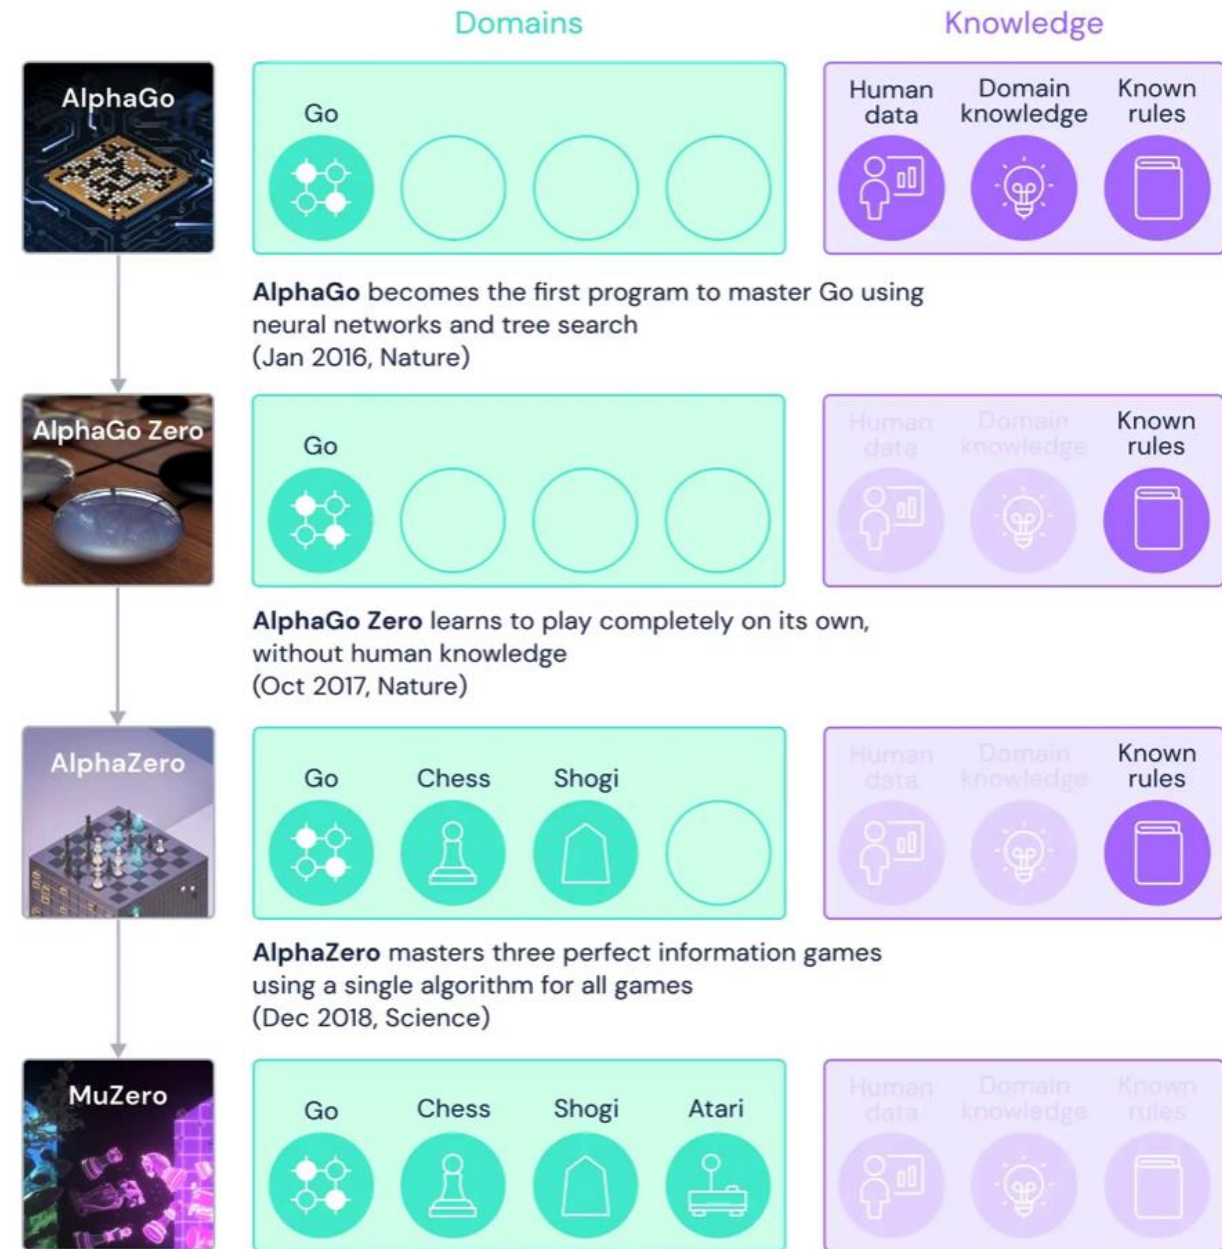 Domains
Knowledge
AlphaGo
Go
Human data
Domain knowledge
Known rules
AlphaGo becomes the first program to master Go using
neural networks and tree search
(Jan 2016, Nature)
AlphaGo Zero
Go
Human data
Domain knowledge
Known rules
AlphaGo Zero learns to play completely on its own,
without human knowledge
(Oct 2017, Nature)
AlphaZero
Go
Chess
Shogi
Human data
Domain knowledge
Known rules
AlphaZero masters three perfect information games
using a single algorithm for all games
(Dec 2018, Science)
MuZero
Go
Chess
Shogi
Atari
Human data
Domain knowledge
Known rules